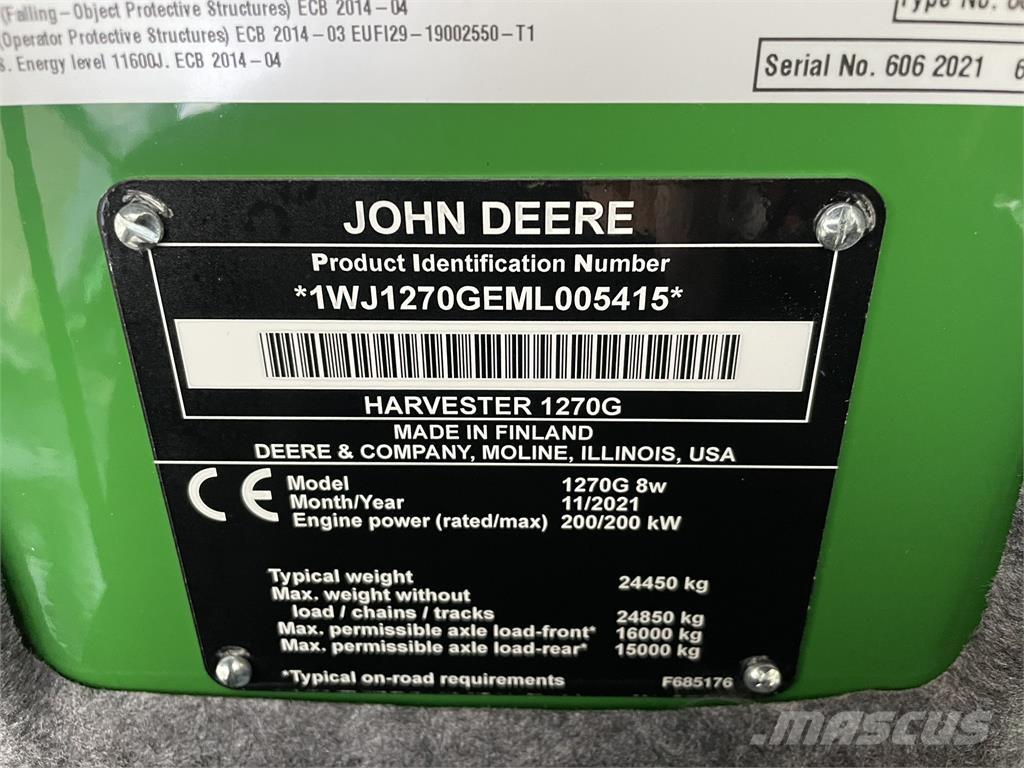 (Falling-Object Protective Structures) ECB 2014-04
(Operator Protective Structures) ECB 2014-03 EUFI29-19002550-T1
s. Energy level 11600J. ECB 2014-04
Type No.
Serial No. 606 2021 6
JOHN DEERE
Product Identification Number
*1WJ1270GEML005415*
HARVESTER 1270G
MADE IN FINLAND
DEERE & COMPANY, MOLINE, ILLINOIS, USA
CE
Model 1270G 8w
Month/Year 11/2021
Engine power (rated/max) 200/200 kW
Typical weight 24450 kg
Max. weight without
load / chains / tracks 24850 kg
Max. permissible axle load-front* 16000 kg
Max. permissible axle load-rear* 15000 kg
*Typical on-road requirements F685176
MASCUS